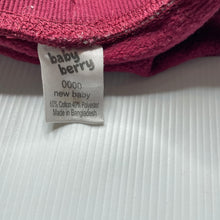 baby
berry
0000
new baby
60% Cotton 40% Polyester
Made in Bangladesh